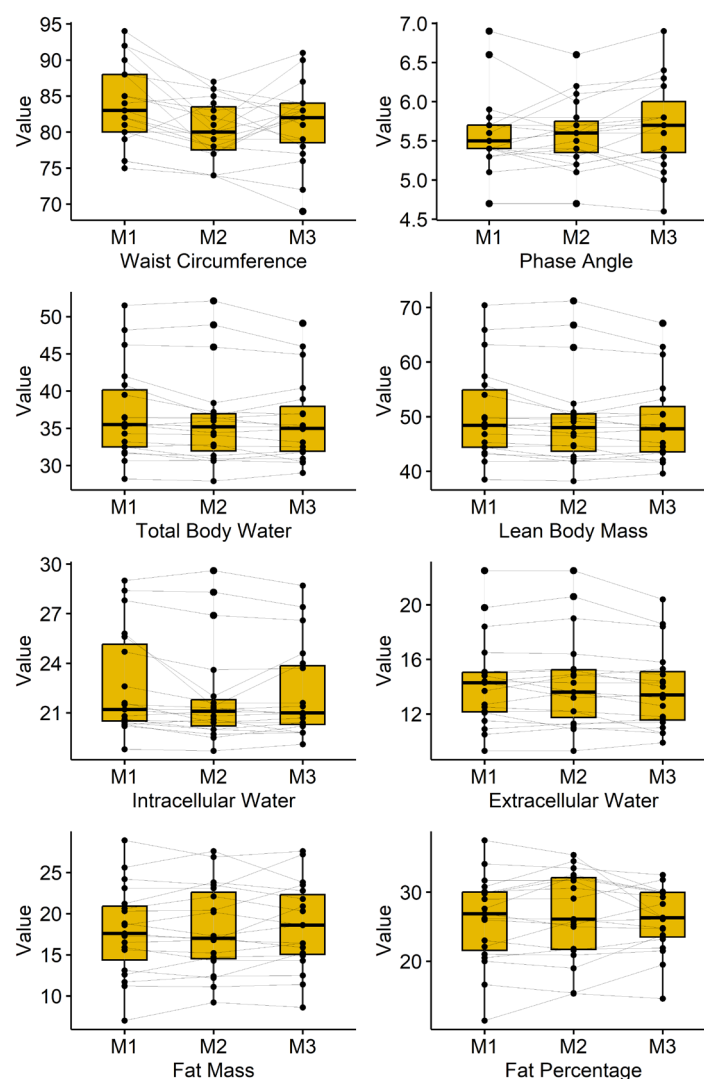 95
90
85
80
75
70
Value
M1 M2 M3
Waist Circumference
7.0
6.5
6.0
5.5
5.0
4.5
Value
M1 M2 M3
Phase Angle
50
45
40
35
30
Value
M1 M2 M3
Total Body Water
70
60
50
40
Value
M1 M2 M3
Lean Body Mass
30
27
24
21
Value
M1 M2 M3
Intracellular Water
20
16
12
Value
M1 M2 M3
Extracellular Water
25
20
15
10
Value
M1 M2 M3
Fat Mass
30
20
Value
M1 M2 M3
Fat Percentage